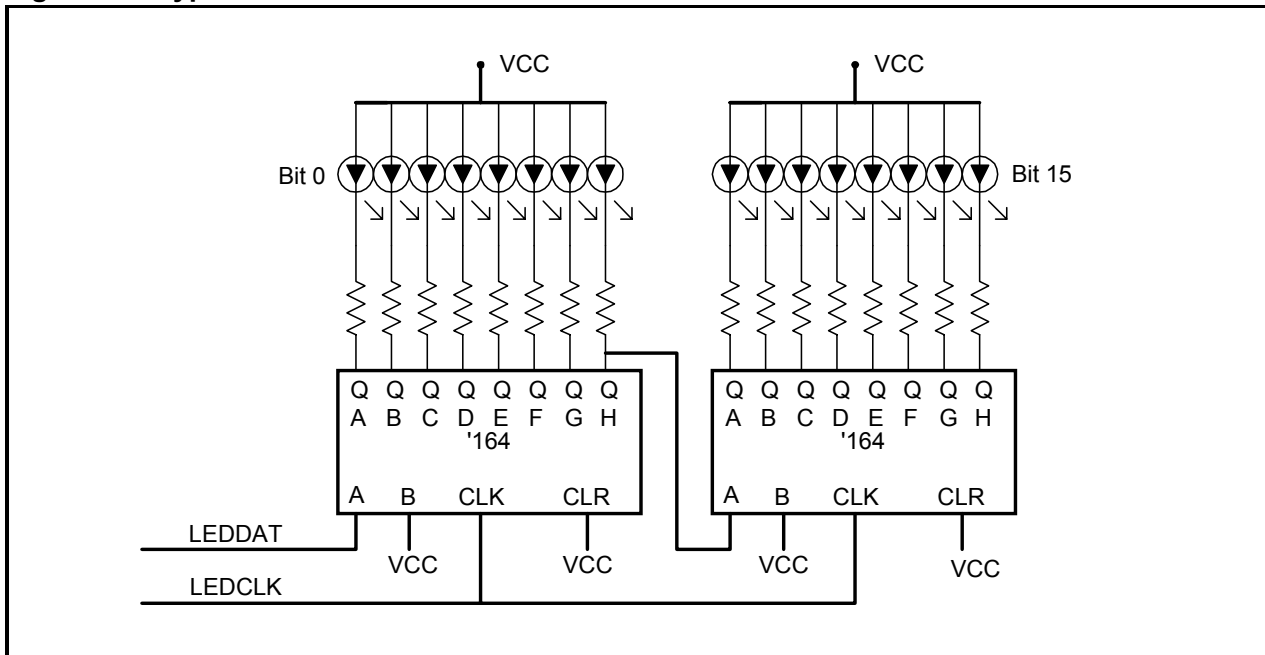 VCC VCC
Bit 0 Bit 15
Q Q Q Q Q Q Q Q Q Q Q Q Q Q Q Q
A B C D E F G H A B C D E F G H
'164 '164
A B CLK CLR A B CLK CLR
LEDDAT
VCC VCC VCC VCC
LEDCLK